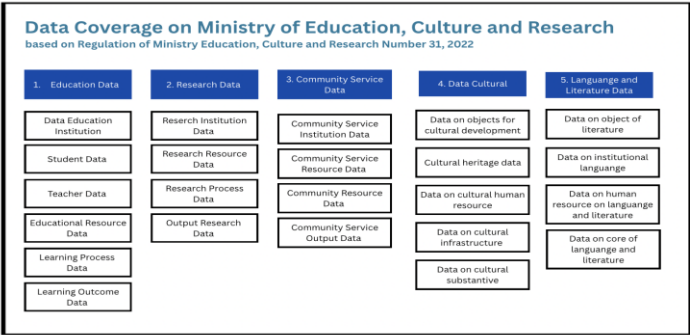 Data Coverage on Ministry of Education, Culture and Research
based on Regulation of Ministry Education, Culture and Research Number 31, 2022
1. Education Data
Data Education
Institution
Student Data
Teacher Data
Educational Resource
Data
Learning Process
Data
Learning Outcome
Data
2. Research Data
Reserch Institution
Data
Research Resource
Data
Research Process
Data
Output Research
Data
3. Community Service
Data
Community Service
Institution Data
Community Service
Resource Data
Community Resource
Data
Community Service
Output Data
4. Data Cultural
Data on objects for
cultural development
Cultural heritage data
Data on cultural human
resource
Data on cultural
infrastructure
Data on cultural
substantive
5. Languange and
Literature Data
Data on object of
literature
Data on institutional
languange
Data on human
resource on languange
and literature
Data on core of
languange and
literature